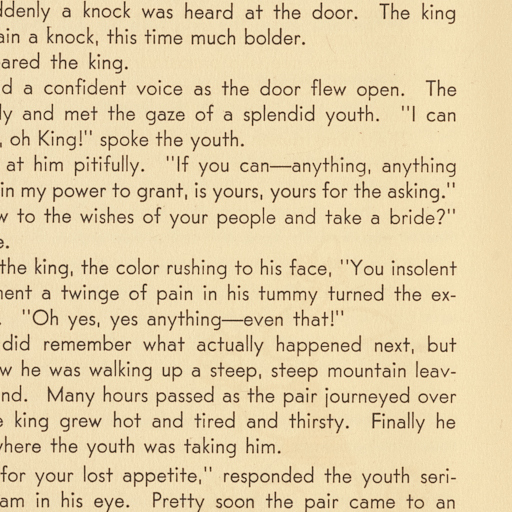 ddenly a knock was heard at the door. The king
ain a knock, this time much bolder.
ared the king.
d a confident voice as the door flew open. The
ly and met the gaze of a splendid youth. "I can
, oh King!" spoke the youth.
at him pitifully. "If you can—anything, anything
in my power to grant, is yours, yours for the asking."
w to the wishes of your people and take a bride?"
e.
the king, the color rushing to his face, "You insolent
ent a twinge of pain in his tummy turned the ex-
. "Oh yes, yes anything—even that!"
did remember what actually happened next, but
w he was walking up a steep, steep mountain leav-
nd. Many hours passed as the pair journeyed over
e king grew hot and tired and thirsty. Finally he
where the youth was taking him.
for your lost appetite," responded the youth seri-
am in his eye. Pretty soon the pair came to an